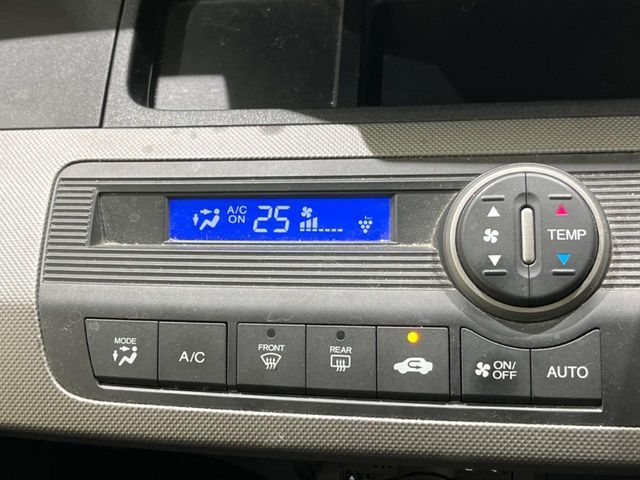 A/C
ON
25
TEMP
MODE
A/C
FRONT
REAR
ON/
OFF
AUTO